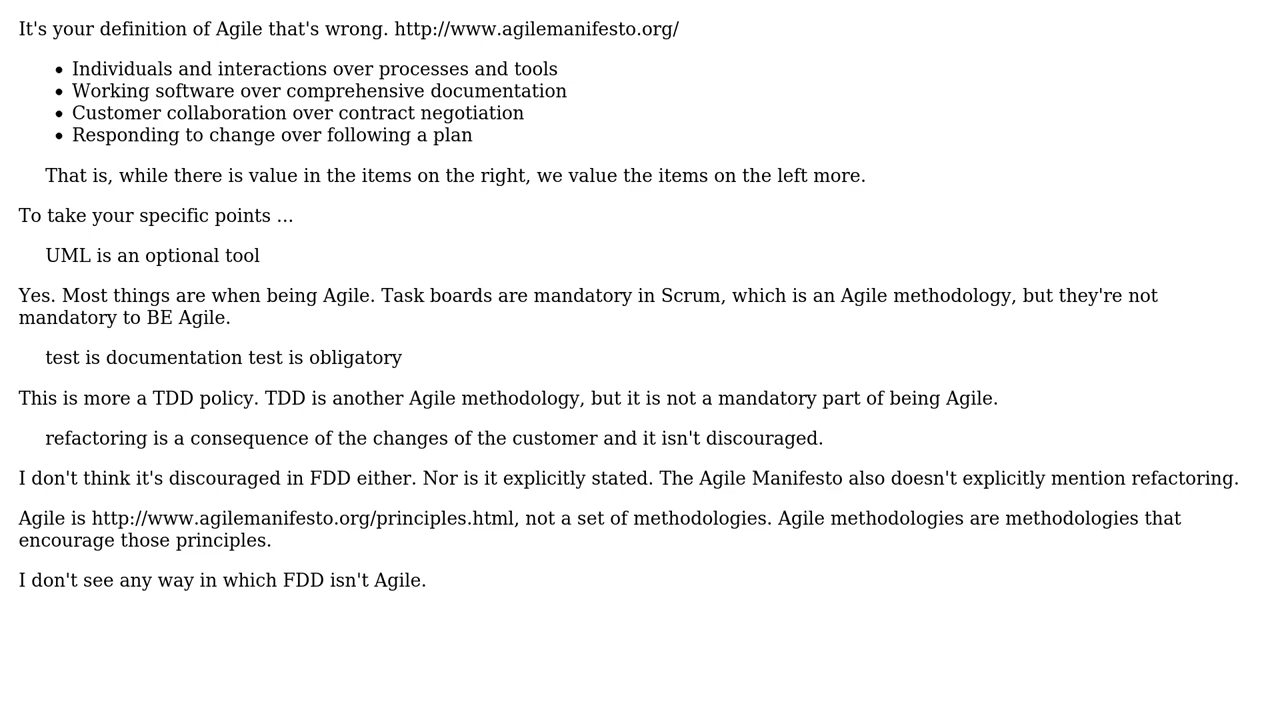 It's your definition of Agile that's wrong. http://www.agilemanifesto.org/
• Individuals and interactions over processes and tools
• Working software over comprehensive documentation
• Customer collaboration over contract negotiation
• Responding to change over following a plan
That is, while there is value in the items on the right, we value the items on the left more.
To take your specific points ...
UML is an optional tool
Yes. Most things are when being Agile. Task boards are mandatory in Scrum, which is an Agile methodology, but they're not
mandatory to BE Agile.
test is documentation test is obligatory
This is more a TDD policy. TDD is another Agile methodology, but it is not a mandatory part of being Agile.
refactoring is a consequence of the changes of the customer and it isn't discouraged.
I don't think it's discouraged in FDD either. Nor is it explicitly stated. The Agile Manifesto also doesn't explicitly mention refactoring.
Agile is http://www.agilemanifesto.org/principles.html, not a set of methodologies. Agile methodologies are methodologies that
encourage those principles.
I don't see any way in which FDD isn't Agile.